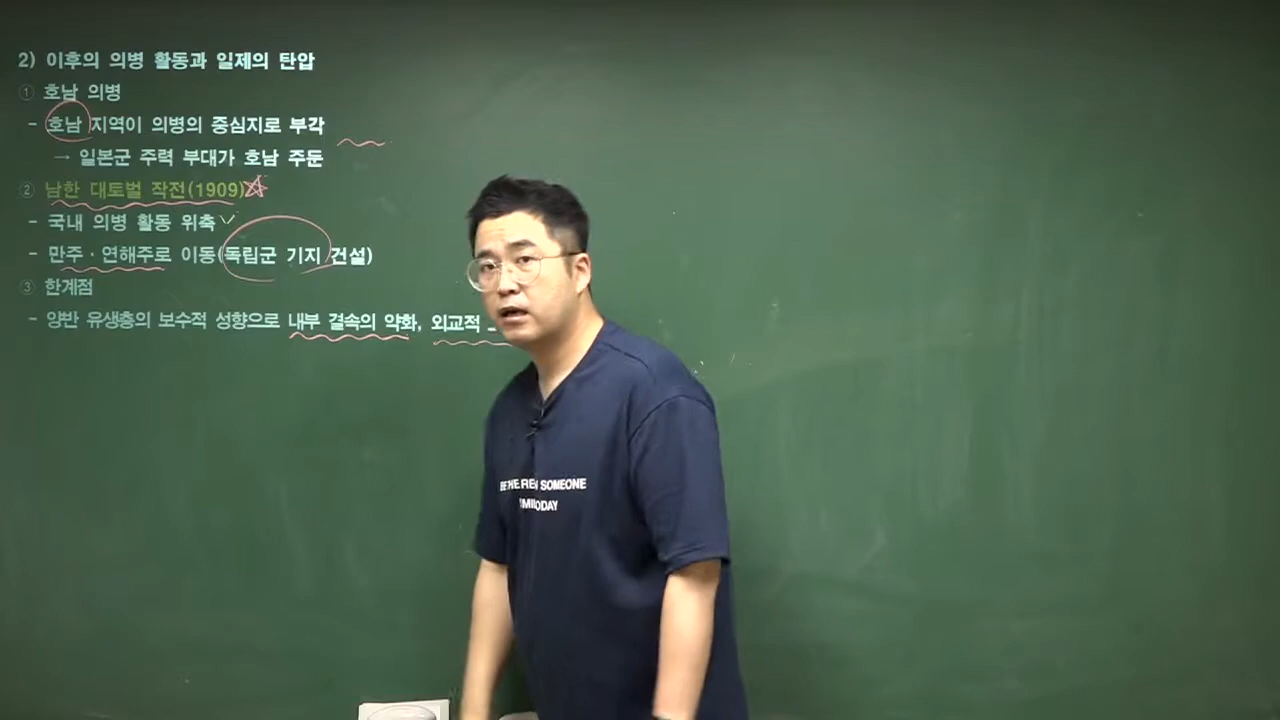 2) 이후의 의병 활동과 일제의 탄압
① 호남 의병
- 호남 지역이 의병의 중심지로 부각
→ 일본군 주력 부대가 호남 주둔
② 남한 대토벌 작전(1909)
- 국내 의병 활동 위축
- 만주·연해주로 이동(독립군 기지 건설)
③ 한계점
- 양반 유생층의 보수적 성향으로 내부 결속의 약화, 외교적
SOMEONE